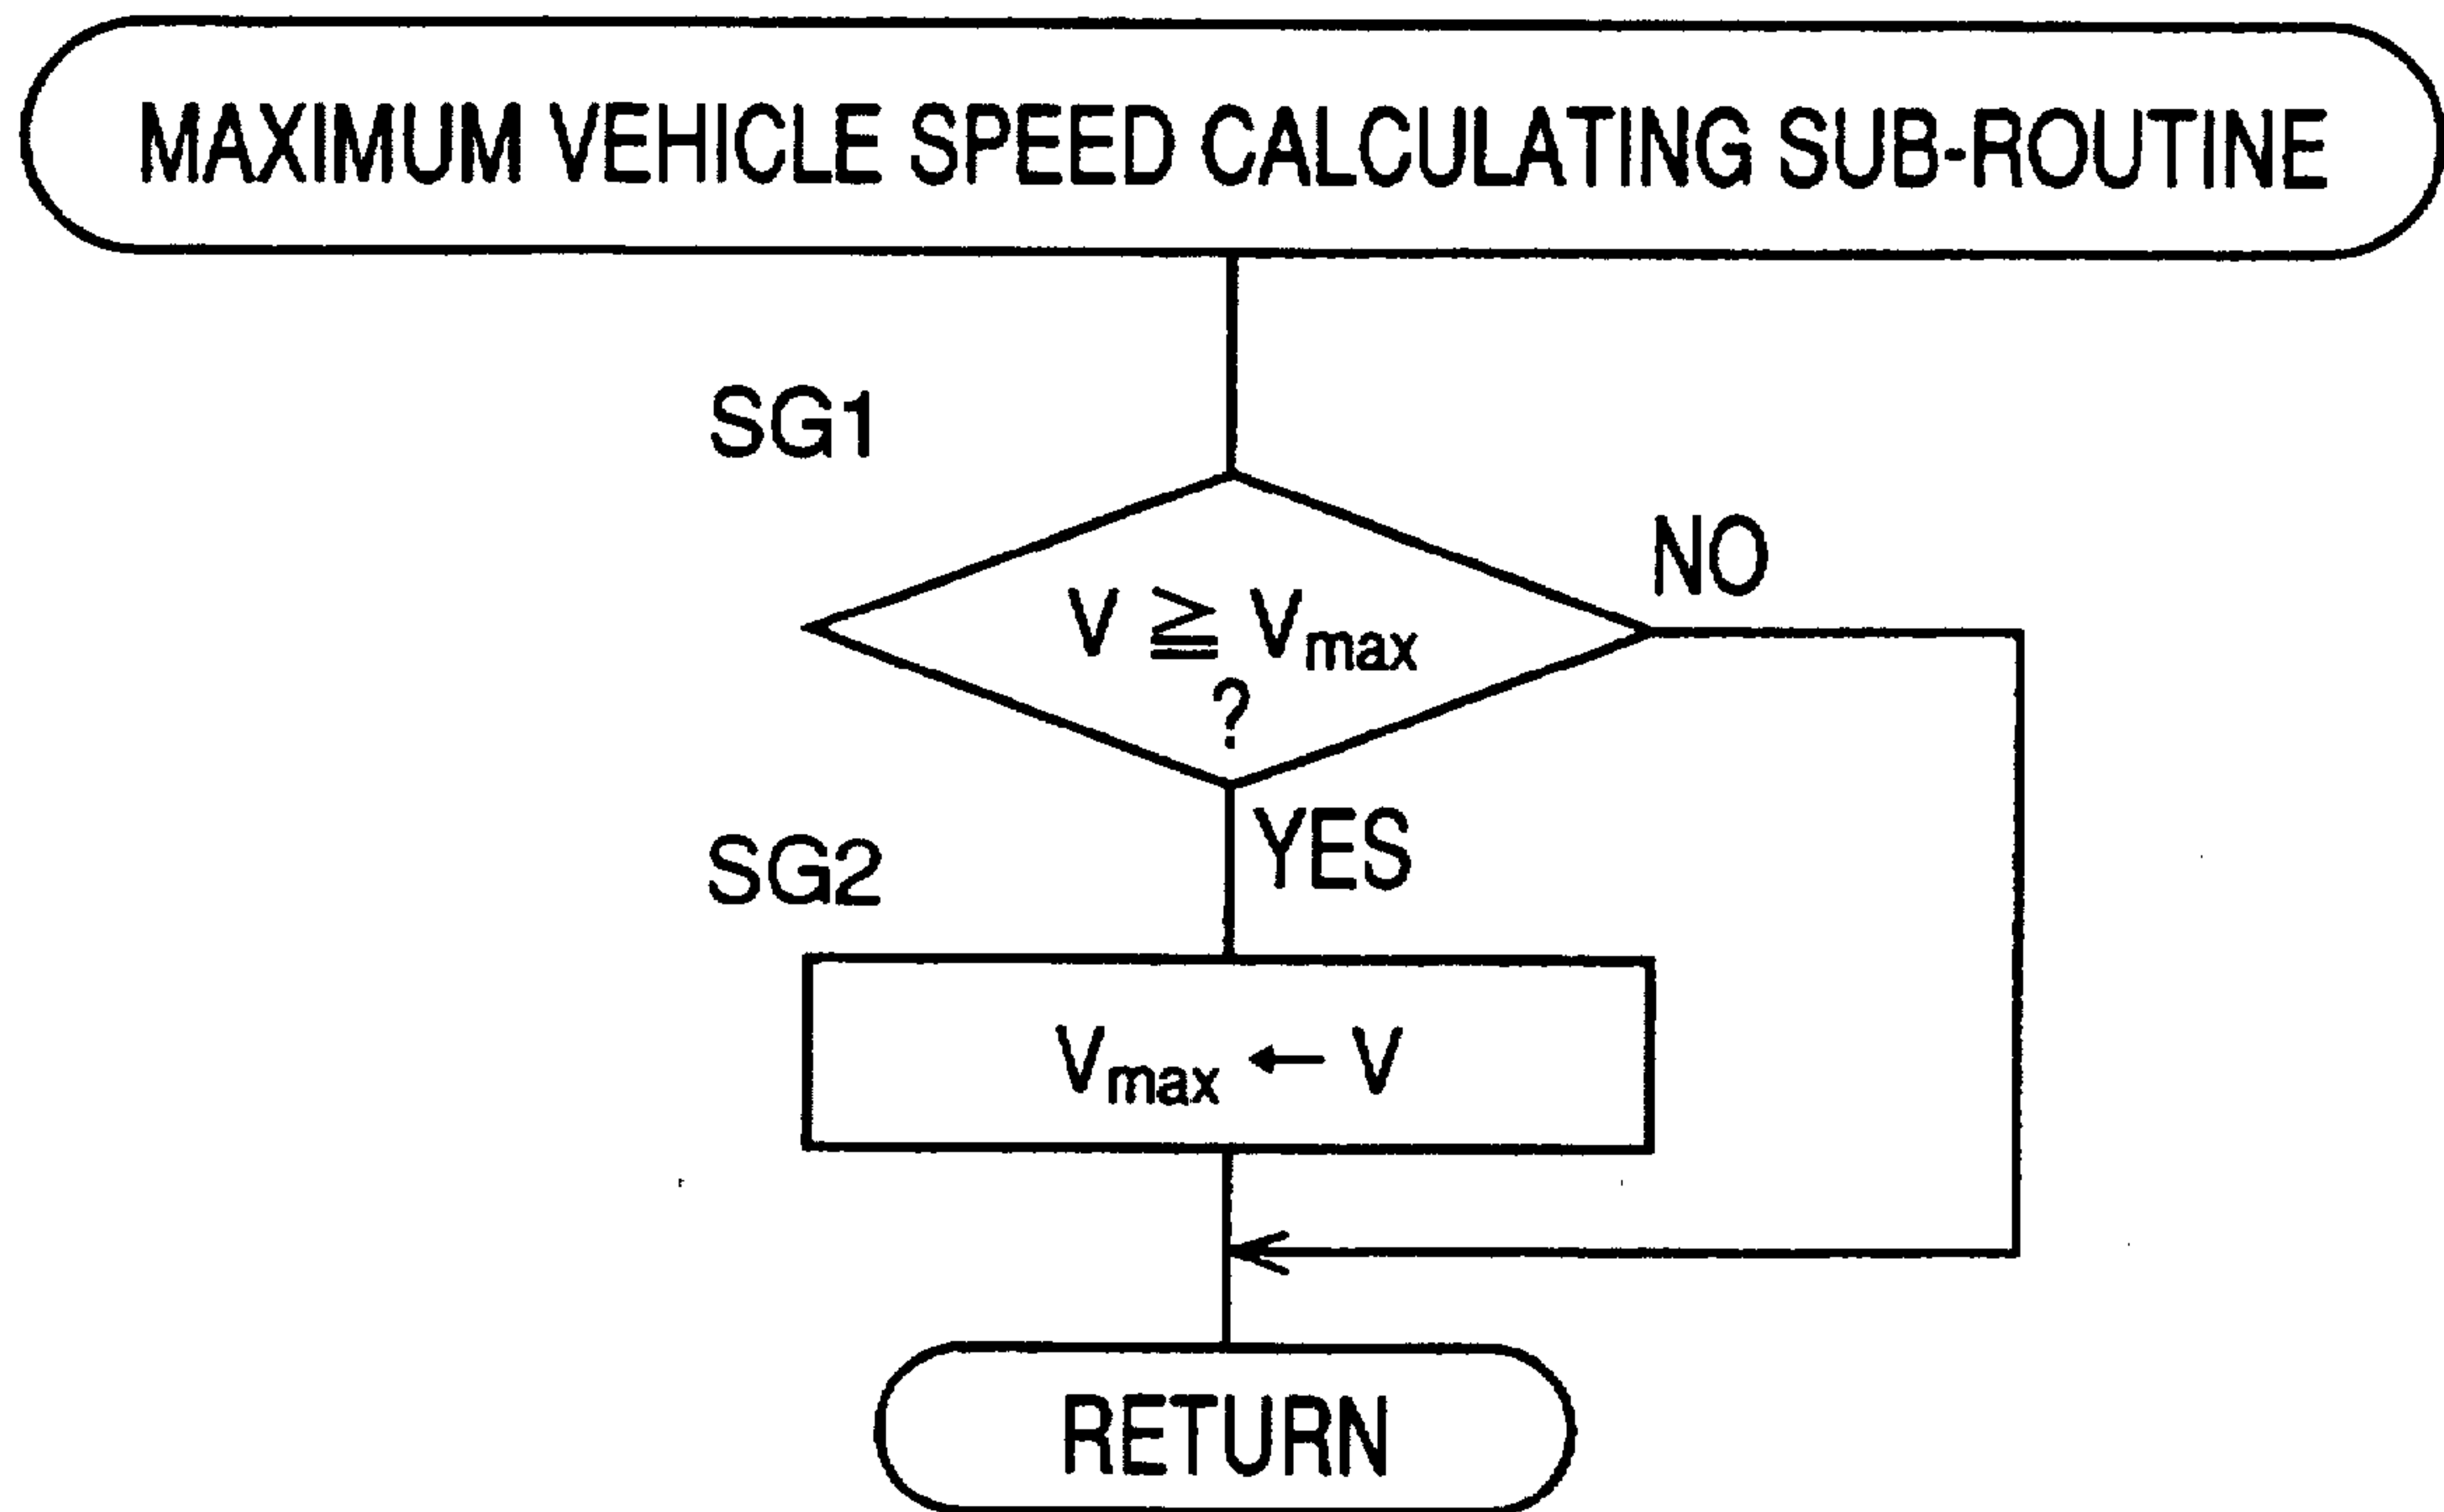 MAXIMUM VEHICLE SPEED CALCULATING SUB-ROUTINE
SG1
NO
V ≧ Vmax
?
YES
SG2
Vmax ← V
RETURN